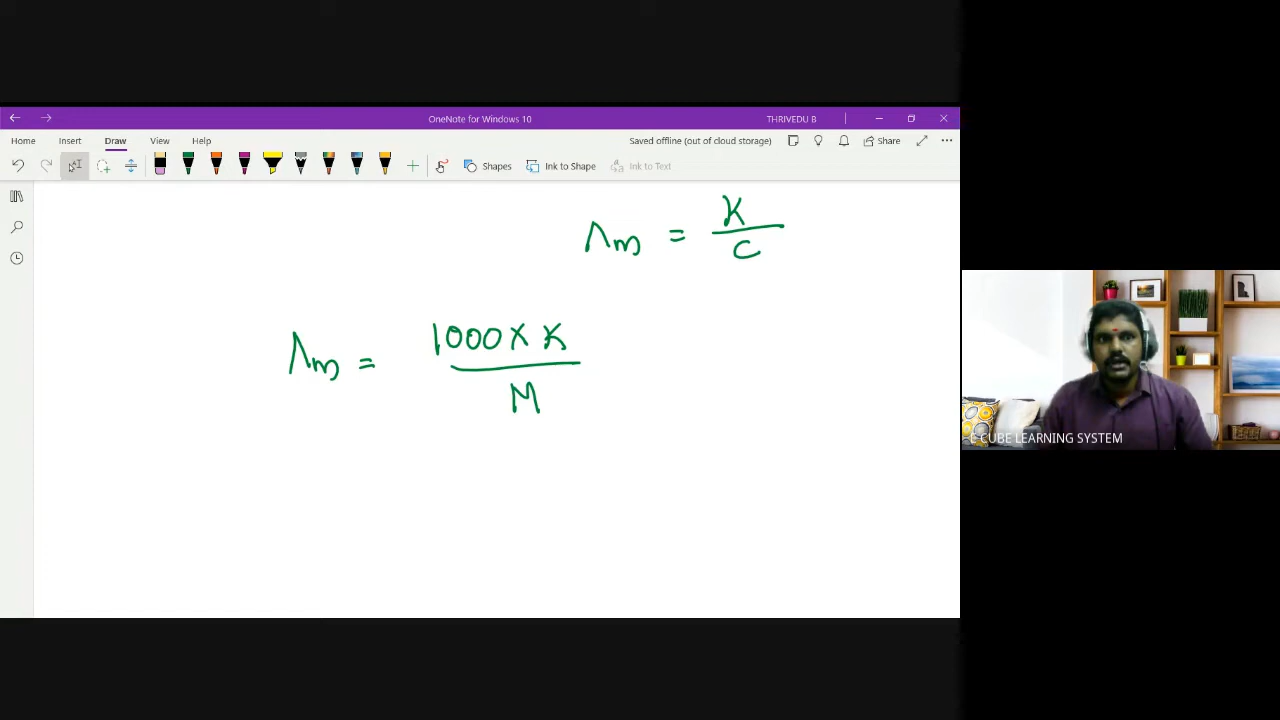 OneNote for Windows 10
THRIVEDU B
Home Insert Draw View Help
Saved offline (out of cloud storage)
Share
Shapes
Ink to Shape
Ink to Text
Λm = K/C
Λm = 1000 X K/M
E CUBE LEARNING SYSTEM